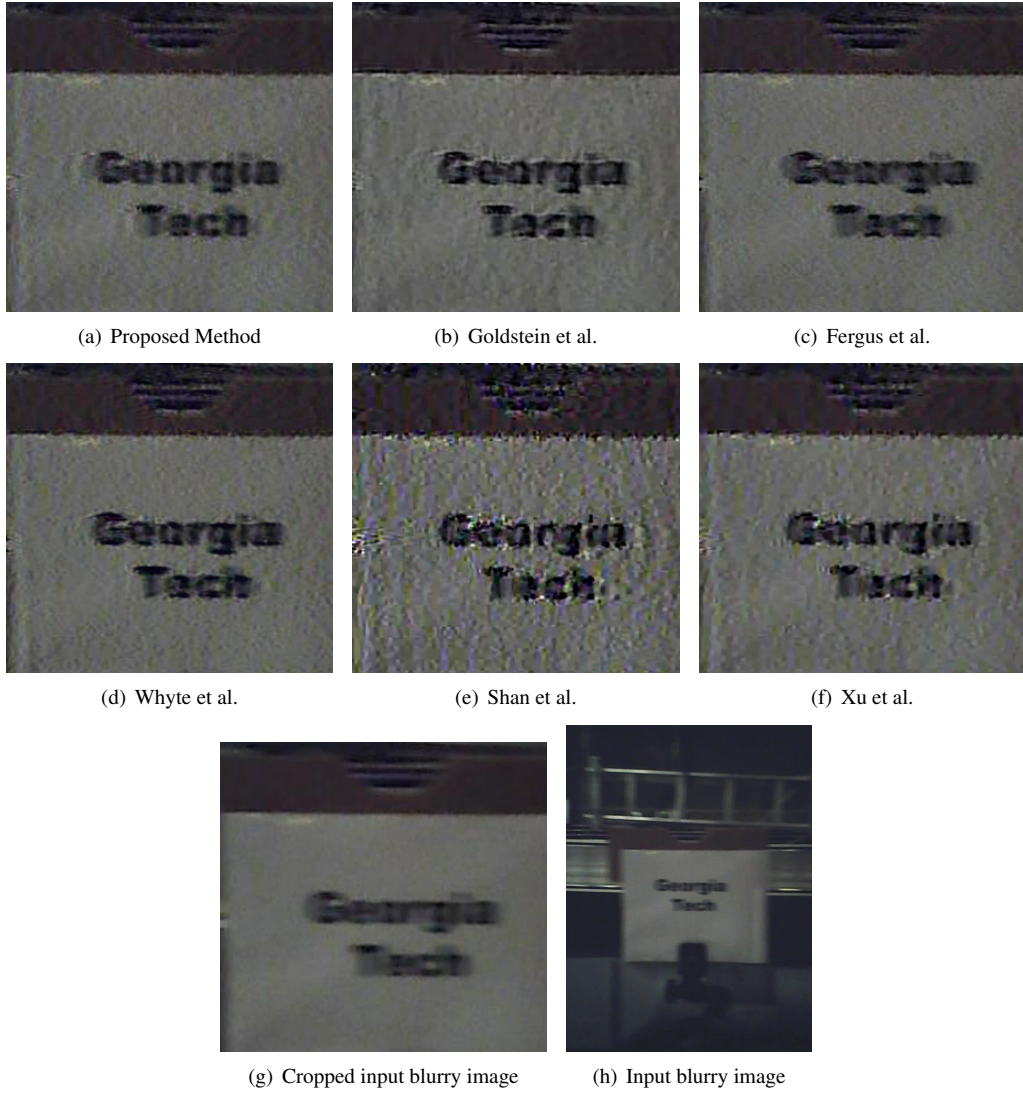 Georgia
Tech
Georgia
Tech
Georgia
Tech
(a) Proposed Method
(b) Goldstein et al.
(c) Fergus et al.
Georgia
Tech
Georgia
Tech
Georgia
Tech
(d) Whyte et al.
(e) Shan et al.
(f) Xu et al.
Georgia
Tech
Georgia
Tech
(g) Cropped input blurry image
(h) Input blurry image